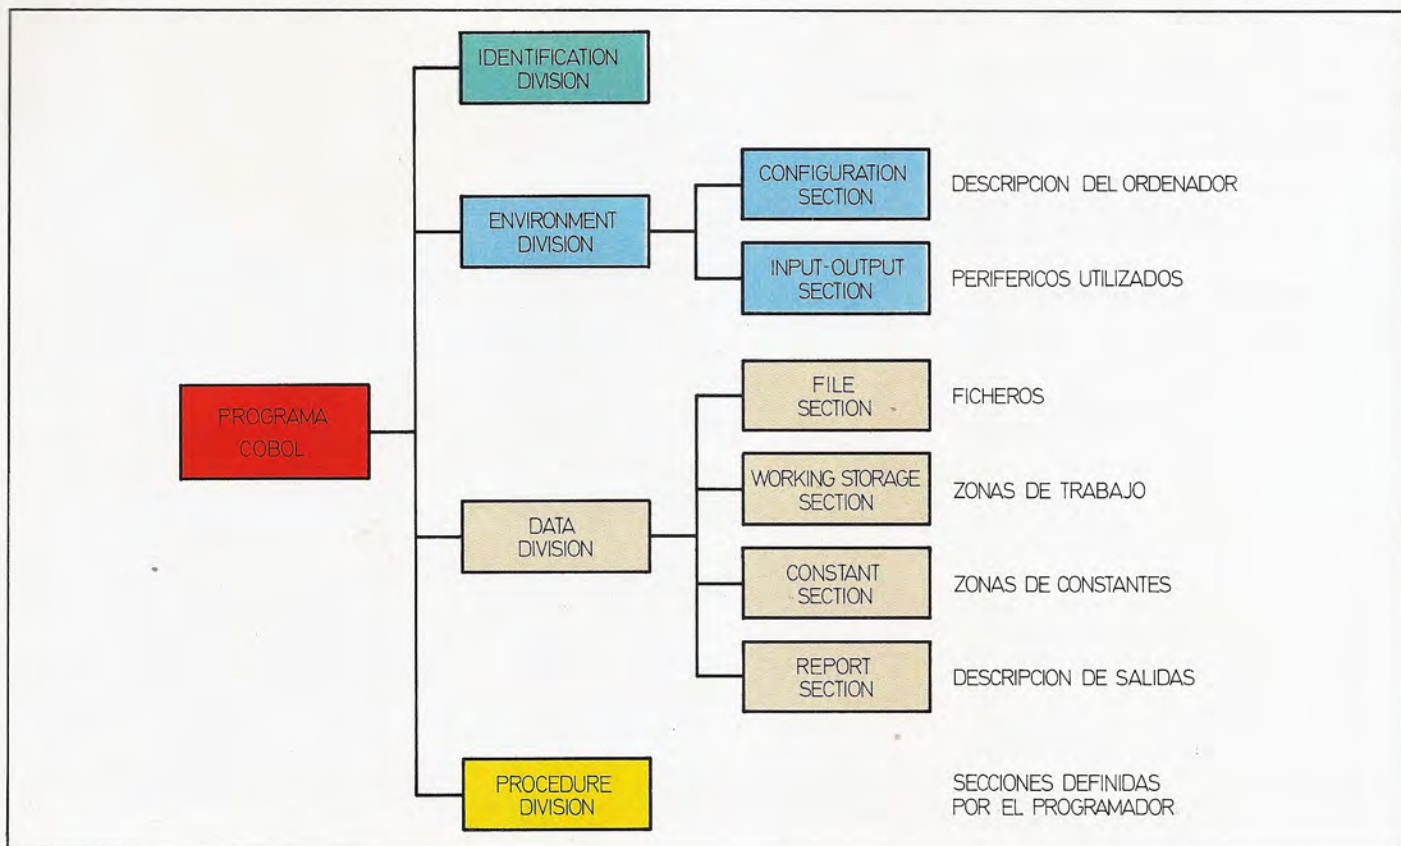 IDENTIFICATION
DIVISION
CONFIGURATION
SECTION
DESCRIPCION DEL ORDENADOR
ENVIRONMENT
DIVISION
INPUT-OUTPUT
SECTION
PERIFERICOS UTILIZADOS
FILE
SECTION
FICHEROS
PROGRAMA
COBOL
WORKING STORAGE
SECTION
ZONAS DE TRABAJO
DATA
DIVISION
CONSTANT
SECTION
ZONAS DE CONSTANTES
REPORT
SECTION
DESCRIPCION DE SALIDAS
PROCEDURE
DIVISION
SECCIONES DEFINIDAS
POR EL PROGRAMADOR